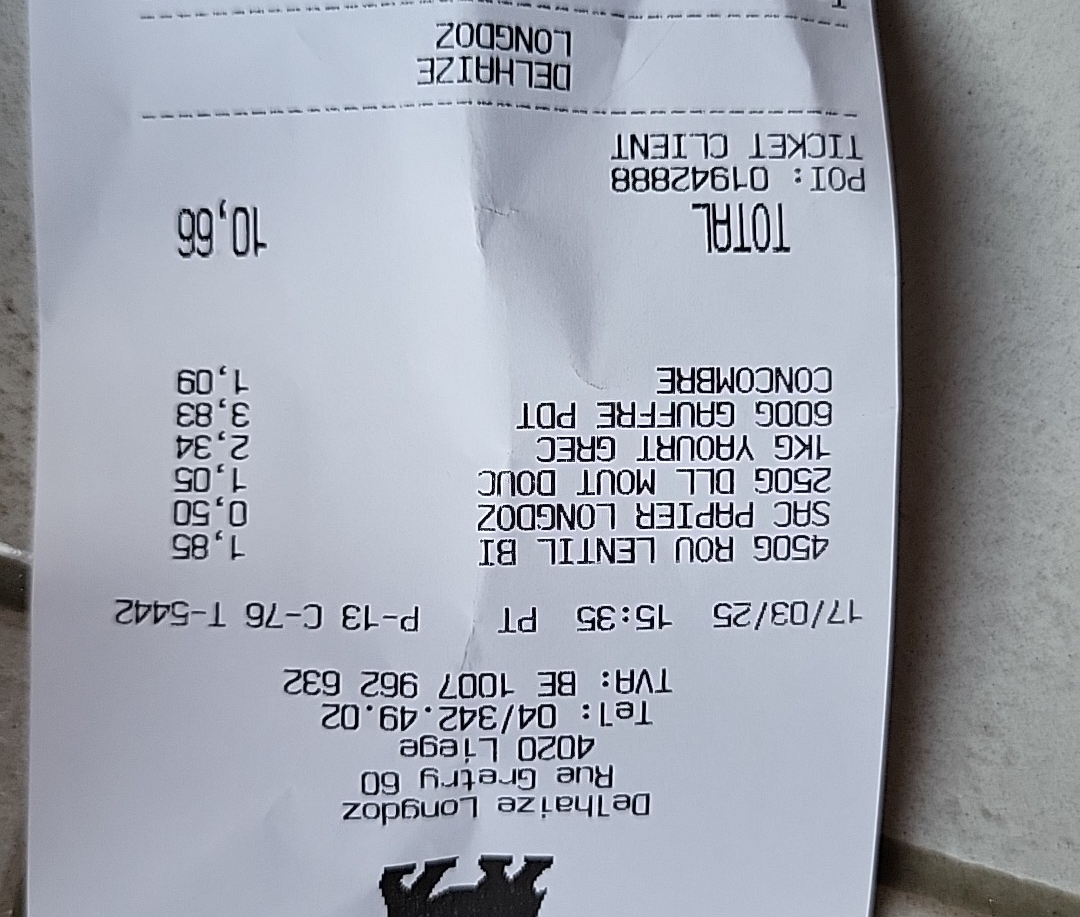 Delhaize Longdoz
Rue Gretry 60
4020 Liege
Tel: 04/342.49.02
TVA: BE 1007 962 632
17/03/25 15:35 PT P-13 C-76 T-5442
450G ROU LENTIL BI 1,85
SAC PAPIER LONGDOZ 0,50
250G DLL MOUT DOUC 1,05
1KG YAOURT GREC 2,34
600G GAUFFRE PDT 3,83
CONCOMBRE 1,09
TOTAL 10,66
POI: 01942888
TICKET CLIENT
DELHAIZE
LONGDOZ